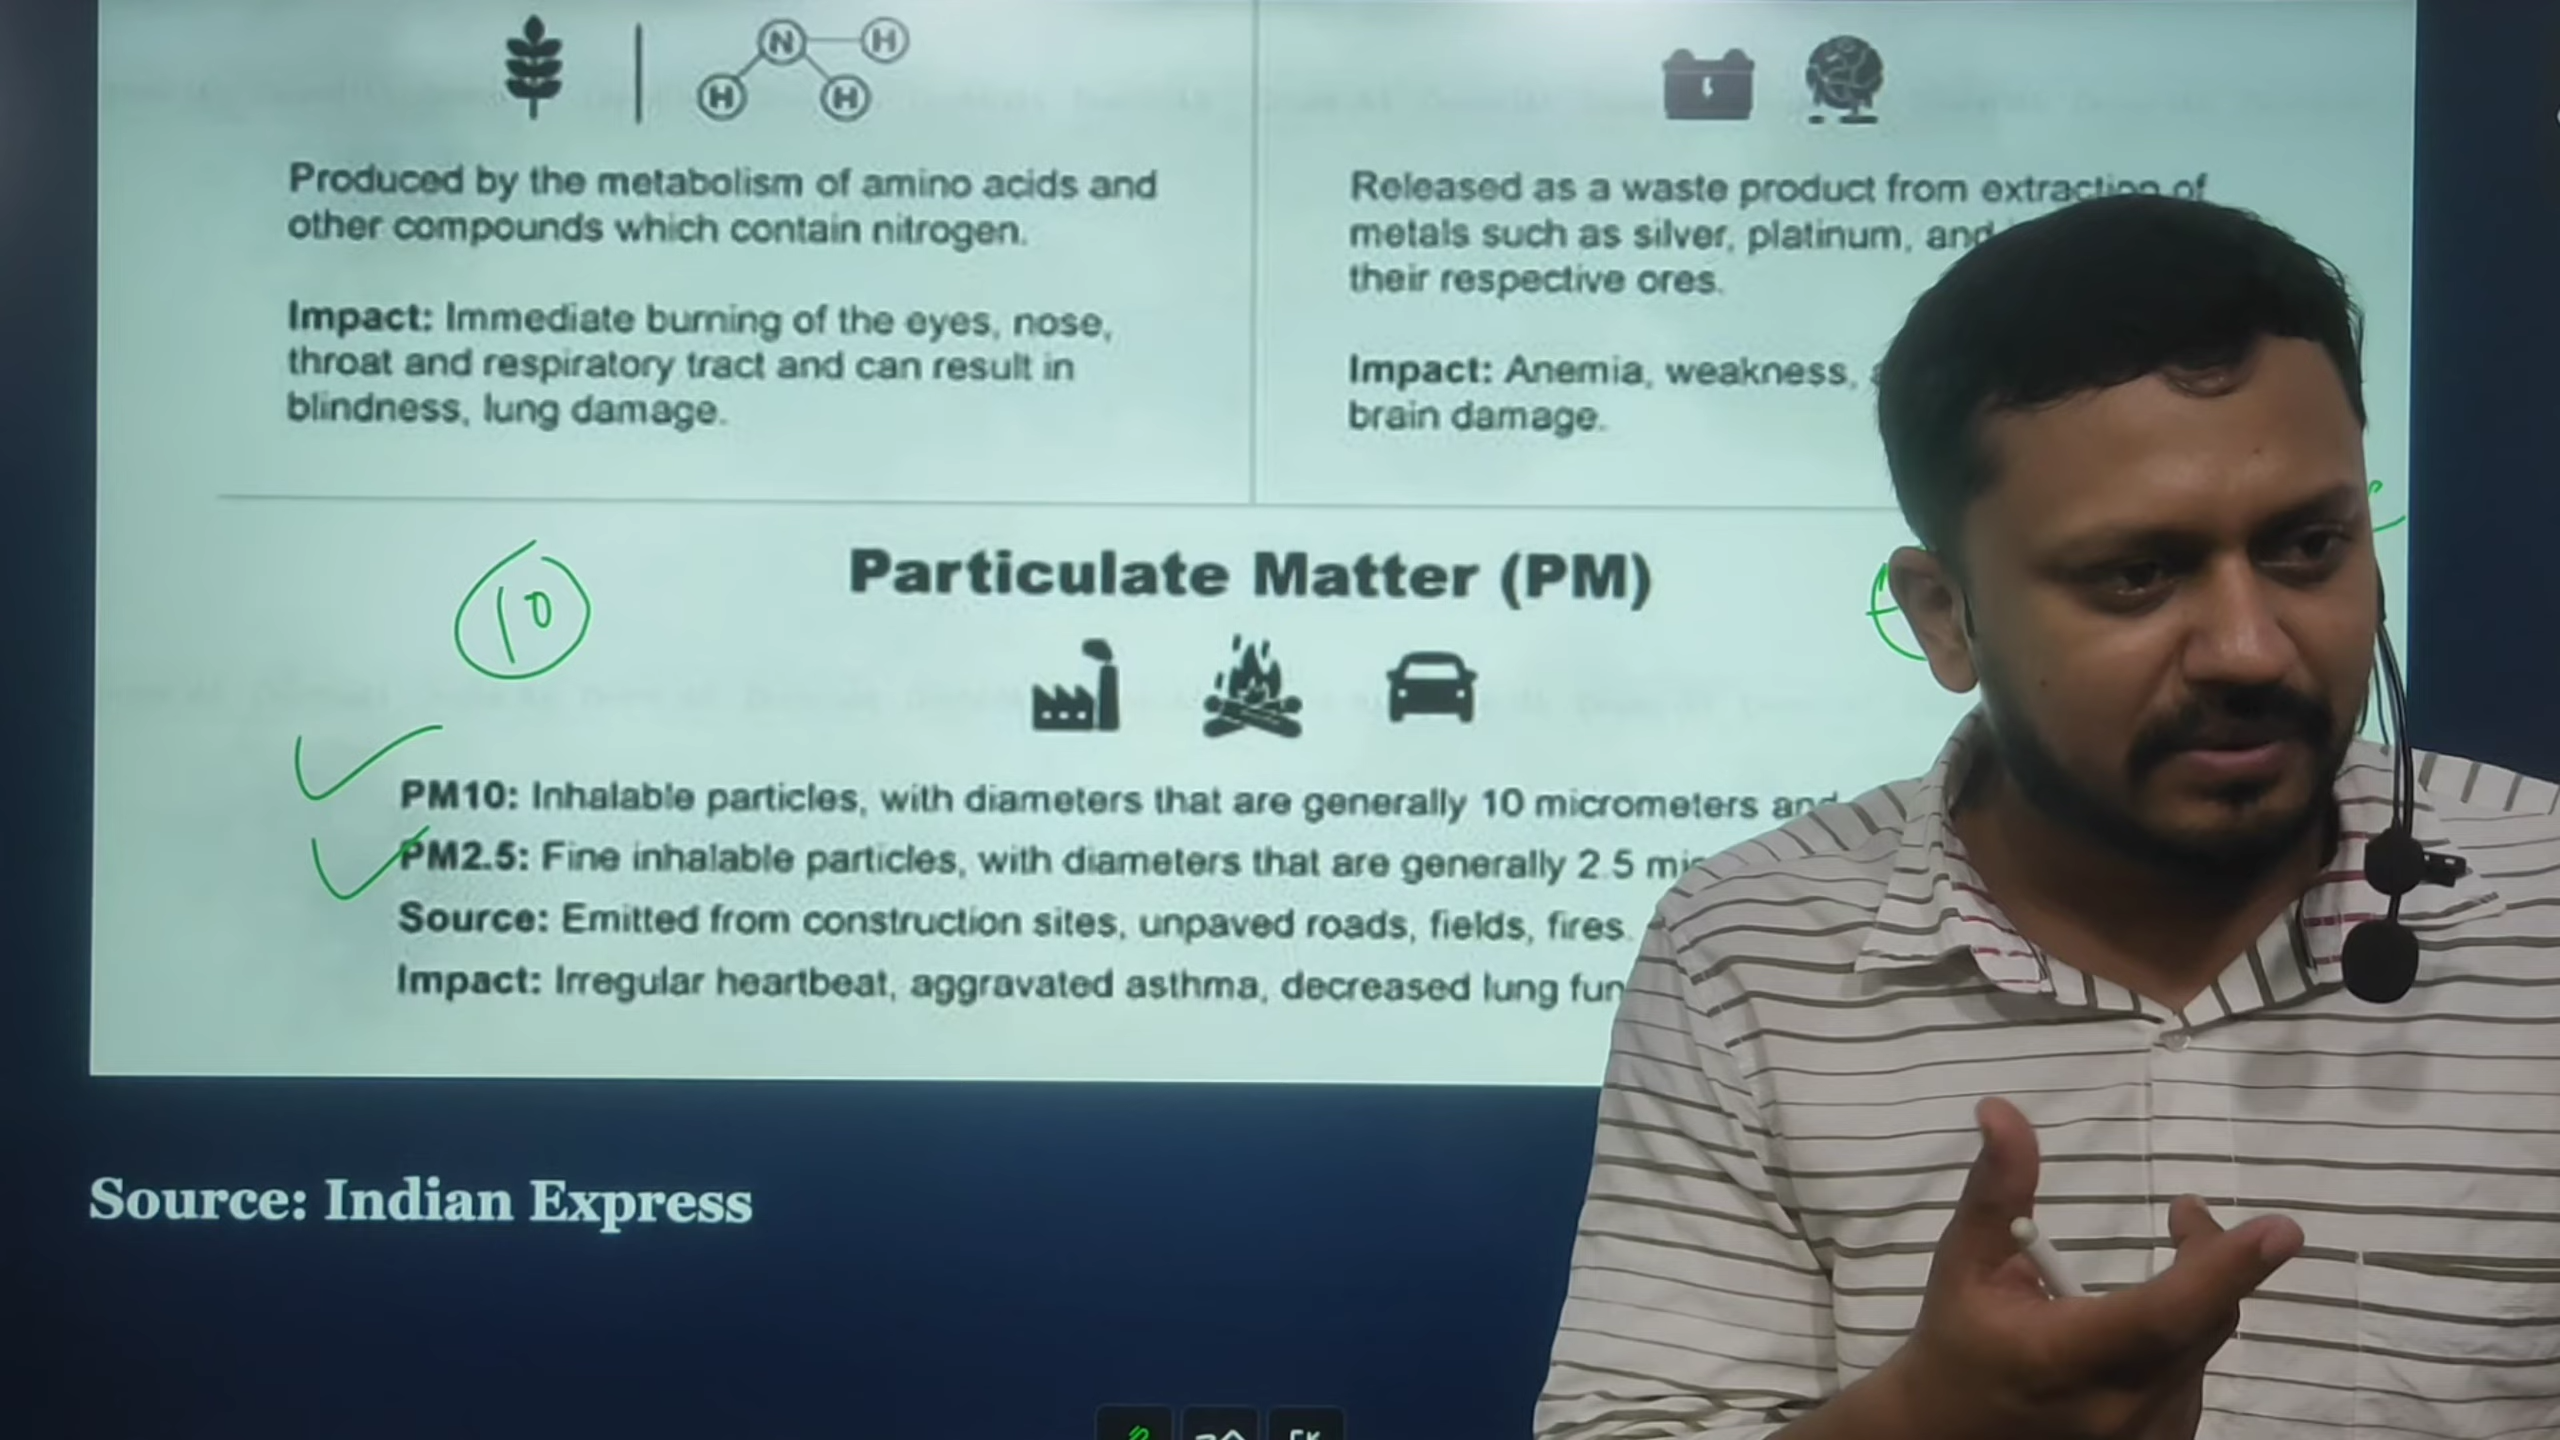 N H
H H
Produced by the metabolism of amino acids and
other compounds which contain nitrogen.
Impact: Immediate burning of the eyes, nose,
throat and respiratory tract and can result in
blindness, lung damage.
Released as a waste product from extraction of
metals such as silver, platinum, and
their respective ores.
Impact: Anemia, weakness,
brain damage.
10
Particulate Matter (PM)
PM10: Inhalable particles, with diameters that are generally 10 micrometers and
PM2.5: Fine inhalable particles, with diameters that are generally 2.5
Source: Emitted from construction sites, unpaved roads, fields, fires.
Impact: Irregular heartbeat, aggravated asthma, decreased lung
Source: Indian Express